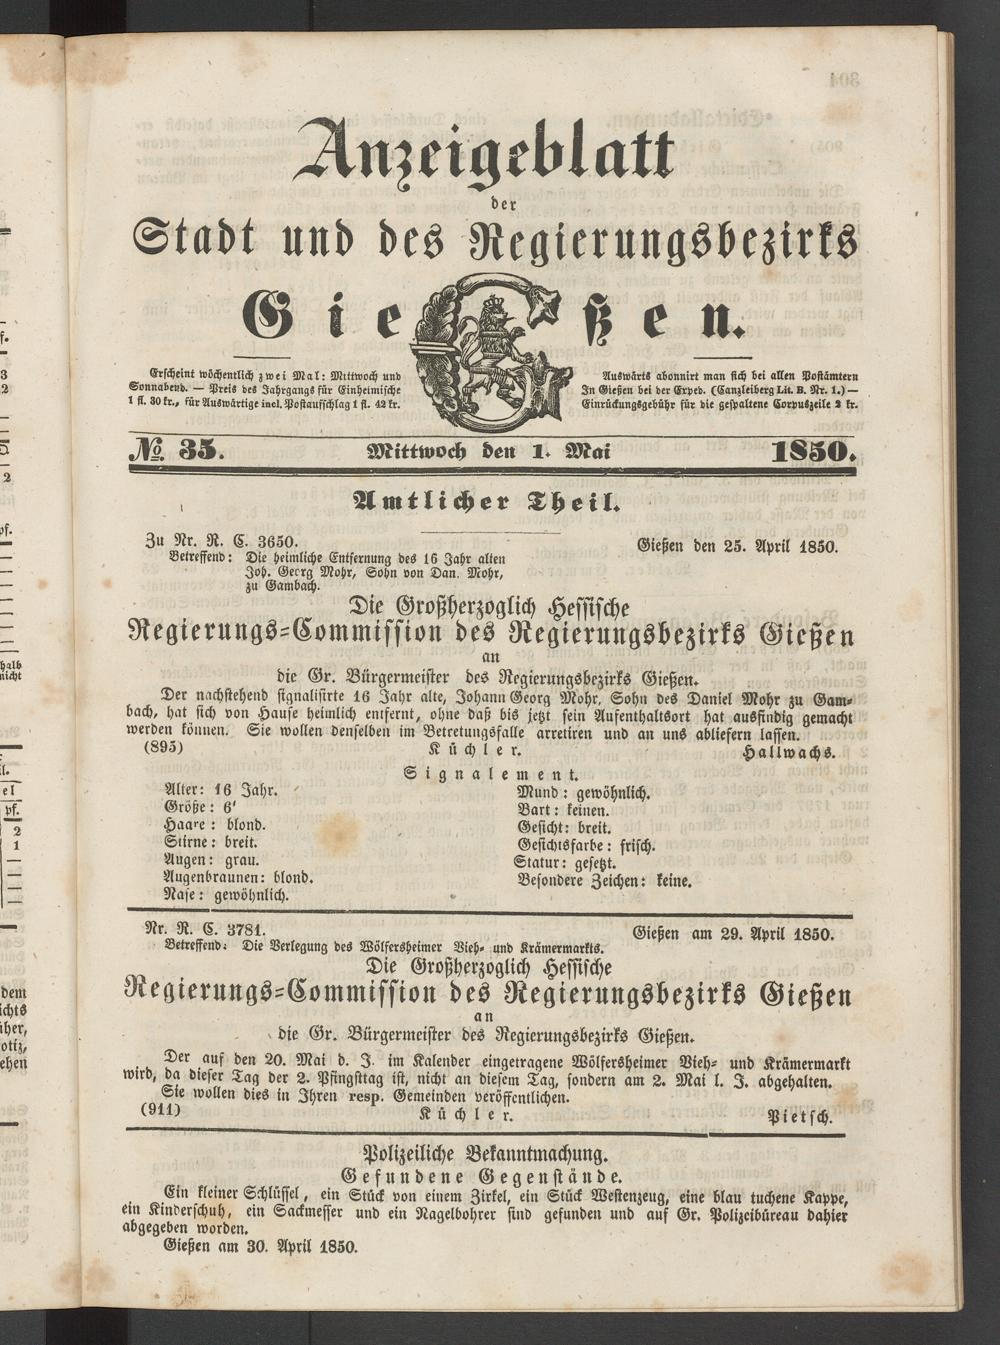 Anzeigeblatt
der
Stadt und des Regierungsbezirks
Gießen.
Erscheint wöchentlich zwei Mal: Mittwoch und
Sonnabend. — Preis des Jahrgangs für Einheimische
1 fl. 30 kr., für Auswärtige incl. Postaufschlag 1 fl. 42 kr.
Auswärts abonnirt man sich bei allen Postämtern
In Gießen bei der Exped. (Canzleiberg Lit. B. Nr. 1.) —
Einrückungsgebühr für die gespaltene Corpuszeile 2 kr.
No. 35. Mittwoch den 1. Mai 1850.
Amtlicher Theil.
Zu Nr. R. C. 3650. Gießen den 25. April 1850.
Betreffend: Die heimliche Entfernung des 16 Jahr alten
Joh. Georg Mohr, Sohn von Dan. Mohr,
zu Gambach.
Die Großherzoglich Hessische
Regierungs-Commission des Regierungsbezirks Gießen
an
die Gr. Bürgermeister des Regierungsbezirks Gießen.
Der nachstehend signalisirte 16 Jahr alte, Johann Georg Mohr, Sohn des Daniel Mohr zu Gam-
bach, hat sich von Hause heimlich entfernt, ohne daß bis jetzt sein Aufenthaltsort hat ausfindig gemacht
werden können. Sie wollen denselben im Betretungsfalle arretiren und an uns abliefern lassen.
(895) Küchler. Hallwachs.
Signalement.
Alter: 16 Jahr.
Größe: 6'
Haare: blond.
Stirne: breit.
Augen: grau.
Augenbraunen: blond.
Nase: gewöhnlich.
Mund: gewöhnlich.
Bart: keinen.
Gesicht: breit.
Gesichtsfarbe: frisch.
Statur: gesetzt.
Besondere Zeichen: keine.
Nr. R. C. 3781. Gießen am 29. April 1850.
Betreffend: Die Verlegung des Wölfersheimer Vieh- und Krämermarkts.
Die Großherzoglich Hessische
Regierungs-Commission des Regierungsbezirks Gießen
an
die Gr. Bürgermeister des Regierungsbezirks Gießen.
Der auf den 20. Mai d. J. im Kalender eingetragene Wölfersheimer Vieh- und Krämermarkt
wird, da dieser Tag der 2. Pfingsttag ist, nicht an diesem Tag, sondern am 2. Mai l. J. abgehalten.
Sie wollen dies in Ihren resp. Gemeinden veröffentlichen.
(911) Küchler. Pietsch.
Polizeiliche Bekanntmachung.
Gefundene Gegenstände.
Ein kleiner Schlüssel, ein Stück von einem Zirkel, ein Stück Westenzeug, eine blau tuchene Kappe,
ein Kinderschuh, ein Sackmesser und ein Nagelbohrer sind gefunden und auf Gr. Polizeibüreau dahier
abgegeben worden.
Gießen am 30. April 1850.